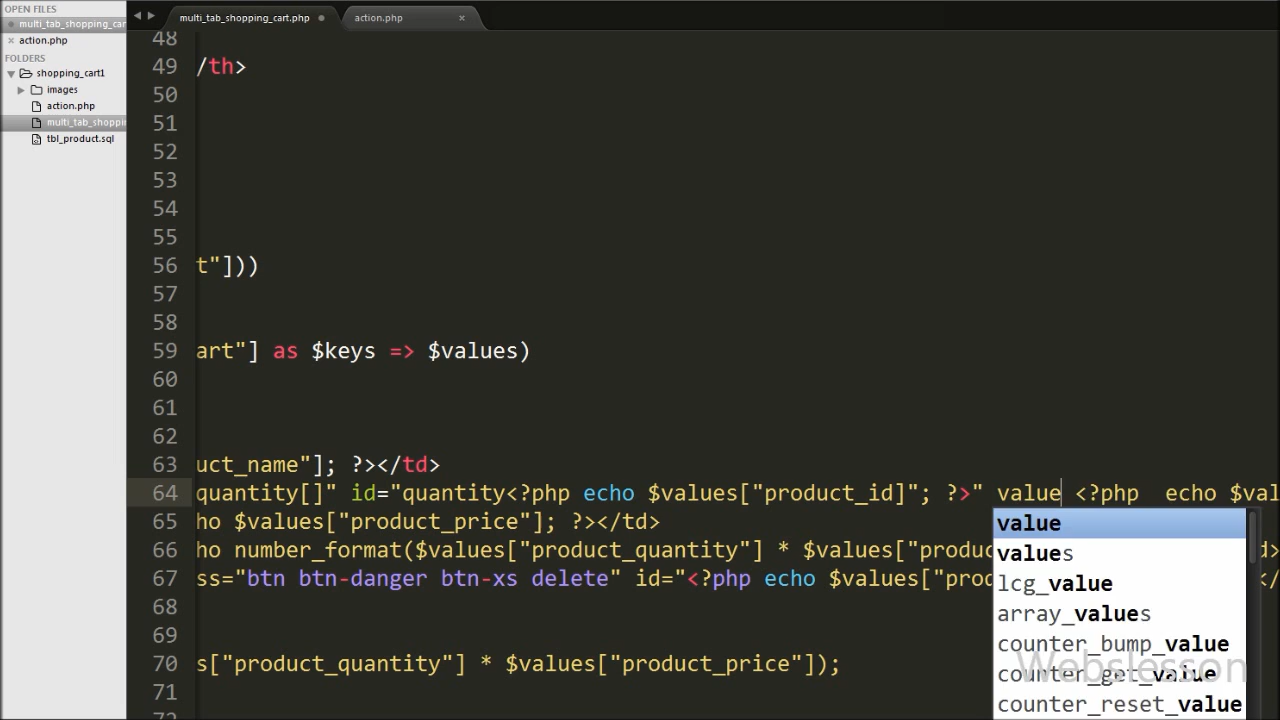 OPEN FILES
multi_tab_shopping_car
action.php
FOLDERS
shopping_cart1
images
action.php
multi_tab_shoppi
tbl_product.sql
multi_tab_shopping_cart.php
action.php
48
49 /th>
50
51
52
53
54
55
56 t"]))
57
58
59 art"] as $keys => $values)
60
61
62
63 uct_name"]; ?></td>
64 quantity[]" id="quantity<?php echo $values["product_id]"; ?>" value <?php  echo $val
65 ho $values["product_price"]; ?></td>
66 ho number_format($values["product_quantity"] * $values["produc
67 ss="btn btn-danger btn-xs delete" id="<?php echo $values["prod
68
69
70 s["product_quantity"] * $values["product_price"]);
71
72
value
values
lcg_value
array_values
counter_bump_value
counter_get_value
counter_reset_value
Webslesson